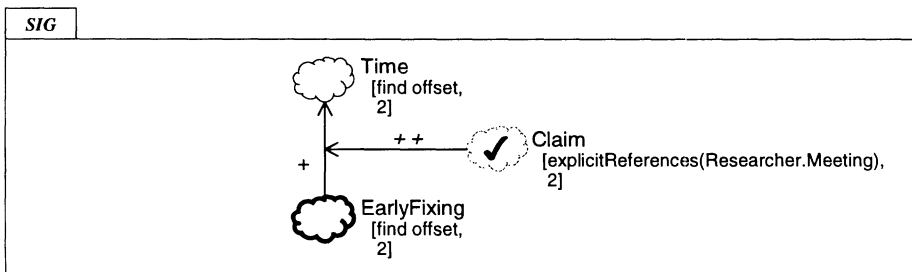 SIG
Time
[find offset,
2]
+ +
Claim
[explicitReferences(Researcher.Meeting),
2]
+
EarlyFixing
[find offset,
2]